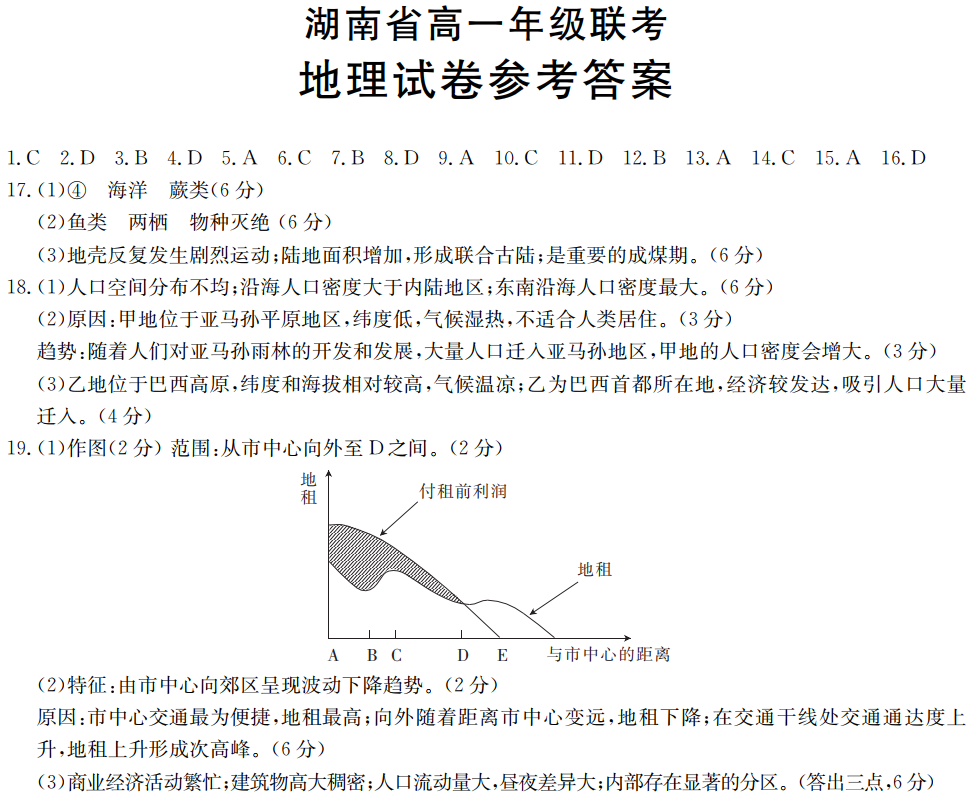 湖南省高一年级联考
地理试卷参考答案
1.C 2.D 3.B 4.D 5.A 6.C 7.B 8.D 9.A 10.C 11.D 12.B 13.A 14.C 15.A 16.D
17.(1)④ 海洋 蕨类(6分)
(2)鱼类 两栖 物种灭绝(6分)
(3)地壳反复发生剧烈运动;陆地面积增加,形成联合古陆;是重要的成煤期。(6分)
18.(1)人口空间分布不均;沿海人口密度大于内陆地区;东南沿海人口密度最大。(6分)
(2)原因:甲地位于亚马孙平原地区,纬度低,气候湿热,不适合人类居住。(3分)
趋势:随着人们对亚马孙雨林的开发和发展,大量人口迁入亚马孙地区,甲地的人口密度会增大。(3分)
(3)乙地位于巴西高原,纬度和海拔相对较高,气候温凉;乙为巴西首都所在地,经济较发达,吸引人口大量
迁入。(4分)
19.(1)作图(2分) 范围:从市中心向外至D之间。(2分)
地租
付租前利润
地租
A B C D E 与市中心的距离
(2)特征:由市中心向郊区呈现波动下降趋势。(2分)
原因:市中心交通最为便捷,地租最高;向外随着距离市中心变远,地租下降;在交通干线处交通通达度上
升,地租上升形成次高峰。(6分)
(3)商业经济活动繁忙;建筑物高大稠密;人口流动量大,昼夜差异大;内部存在显著的分区。(答出三点,6分)